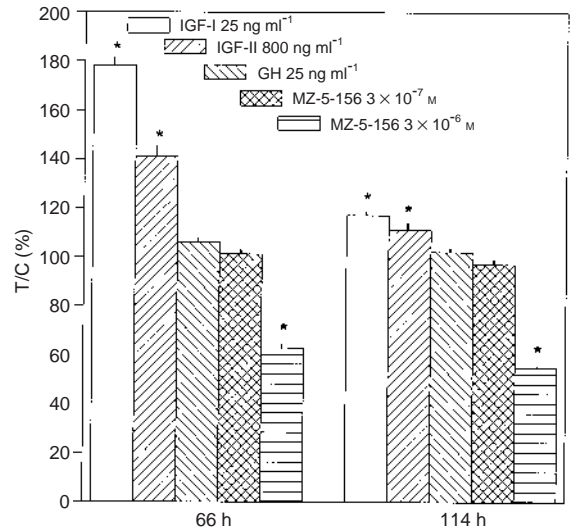 IGF-I 25 ng ml⁻¹
IGF-II 800 ng ml⁻¹
GH 25 ng ml⁻¹
MZ-5-156 3 × 10⁻⁷ M
MZ-5-156 3 × 10⁻⁶ M
T/C (%)
200
180
160
140
120
100
80
60
40
20
0
*
*
*
*
*
*
66 h
114 h